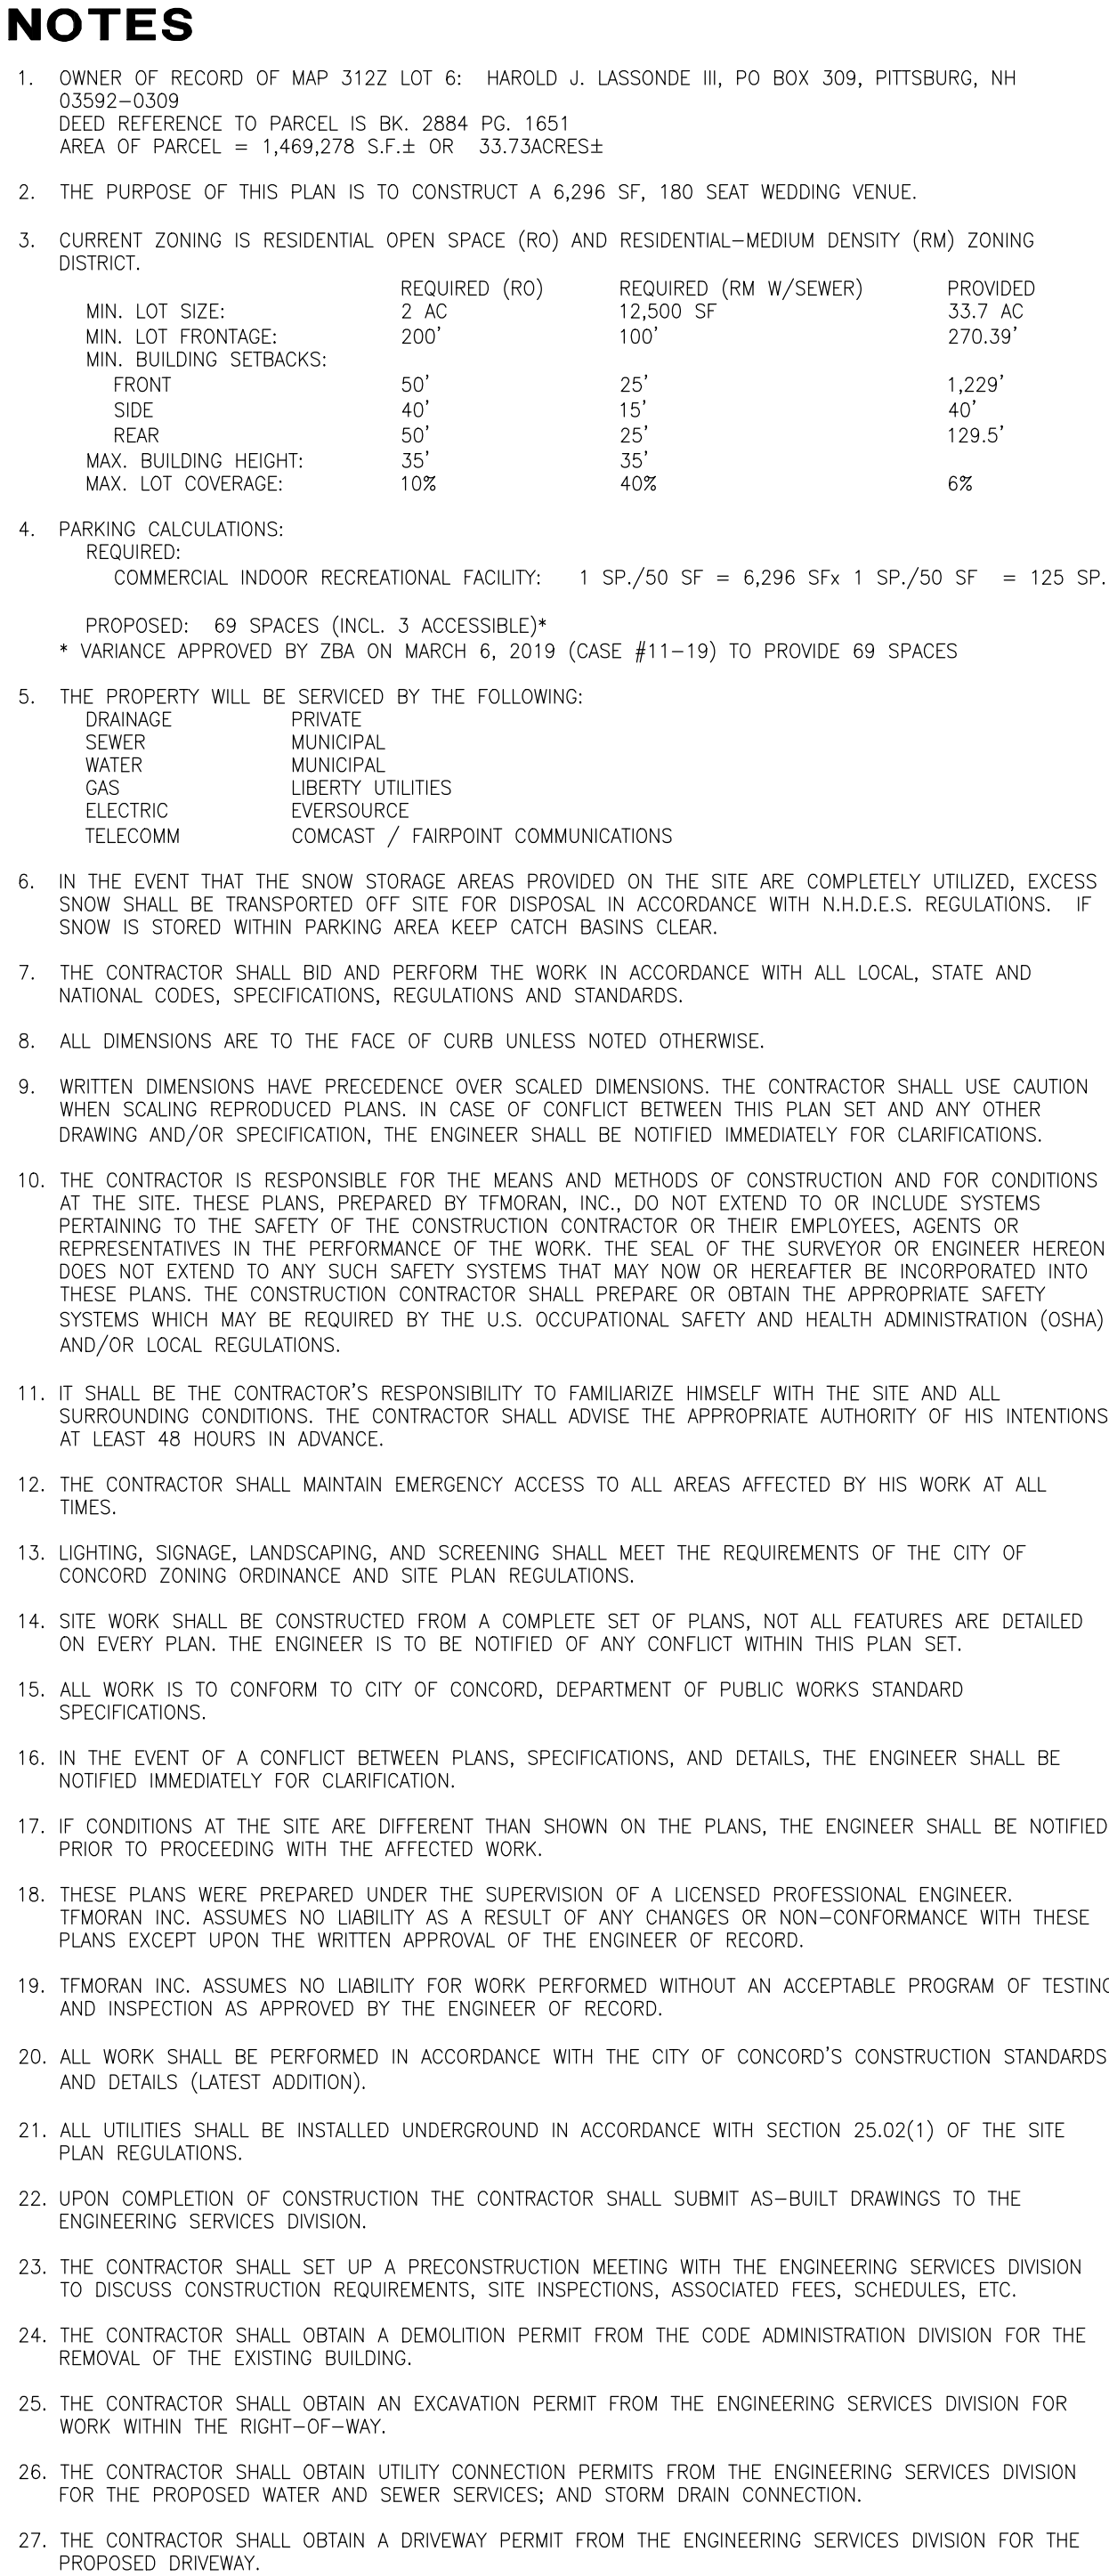 NOTES
1. OWNER OF RECORD OF MAP 312Z LOT 6: HAROLD J. LASSONDE III, PO BOX 309, PITTSBURG, NH
03592-0309
DEED REFERENCE TO PARCEL IS BK. 2884 PG. 1651
AREA OF PARCEL = 1,469,278 S.F.± OR 33.73ACRES±
2. THE PURPOSE OF THIS PLAN IS TO CONSTRUCT A 6,296 SF, 180 SEAT WEDDING VENUE.
3. CURRENT ZONING IS RESIDENTIAL OPEN SPACE (RO) AND RESIDENTIAL-MEDIUM DENSITY (RM) ZONING
DISTRICT.
REQUIRED (RO) REQUIRED (RM W/SEWER) PROVIDED
MIN. LOT SIZE: 2 AC 12,500 SF 33.7 AC
MIN. LOT FRONTAGE: 200' 100' 270.39'
MIN. BUILDING SETBACKS:
FRONT 50' 25' 1,229'
SIDE 40' 15' 40'
REAR 50' 25' 129.5'
MAX. BUILDING HEIGHT: 35' 35'
MAX. LOT COVERAGE: 10% 40% 6%
4. PARKING CALCULATIONS:
REQUIRED:
COMMERCIAL INDOOR RECREATIONAL FACILITY: 1 SP./50 SF = 6,296 SFx 1 SP./50 SF = 125 SP.
PROPOSED: 69 SPACES (INCL. 3 ACCESSIBLE)*
* VARIANCE APPROVED BY ZBA ON MARCH 6, 2019 (CASE #11-19) TO PROVIDE 69 SPACES
5. THE PROPERTY WILL BE SERVICED BY THE FOLLOWING:
DRAINAGE PRIVATE
SEWER MUNICIPAL
WATER MUNICIPAL
GAS LIBERTY UTILITIES
ELECTRIC EVERSOURCE
TELECOMM COMCAST / FAIRPOINT COMMUNICATIONS
6. IN THE EVENT THAT THE SNOW STORAGE AREAS PROVIDED ON THE SITE ARE COMPLETELY UTILIZED, EXCESS
SNOW SHALL BE TRANSPORTED OFF SITE FOR DISPOSAL IN ACCORDANCE WITH N.H.D.E.S. REGULATIONS. IF
SNOW IS STORED WITHIN PARKING AREA KEEP CATCH BASINS CLEAR.
7. THE CONTRACTOR SHALL BID AND PERFORM THE WORK IN ACCORDANCE WITH ALL LOCAL, STATE AND
NATIONAL CODES, SPECIFICATIONS, REGULATIONS AND STANDARDS.
8. ALL DIMENSIONS ARE TO THE FACE OF CURB UNLESS NOTED OTHERWISE.
9. WRITTEN DIMENSIONS HAVE PRECEDENCE OVER SCALED DIMENSIONS. THE CONTRACTOR SHALL USE CAUTION
WHEN SCALING REPRODUCED PLANS. IN CASE OF CONFLICT BETWEEN THIS PLAN SET AND ANY OTHER
DRAWING AND/OR SPECIFICATION, THE ENGINEER SHALL BE NOTIFIED IMMEDIATELY FOR CLARIFICATIONS.
10. THE CONTRACTOR IS RESPONSIBLE FOR THE MEANS AND METHODS OF CONSTRUCTION AND FOR CONDITIONS
AT THE SITE. THESE PLANS, PREPARED BY TFMORAN, INC., DO NOT EXTEND TO OR INCLUDE SYSTEMS
PERTAINING TO THE SAFETY OF THE CONSTRUCTION CONTRACTOR OR THEIR EMPLOYEES, AGENTS OR
REPRESENTATIVES IN THE PERFORMANCE OF THE WORK. THE SEAL OF THE SURVEYOR OR ENGINEER HEREON
DOES NOT EXTEND TO ANY SUCH SAFETY SYSTEMS THAT MAY NOW OR HEREAFTER BE INCORPORATED INTO
THESE PLANS. THE CONSTRUCTION CONTRACTOR SHALL PREPARE OR OBTAIN THE APPROPRIATE SAFETY
SYSTEMS WHICH MAY BE REQUIRED BY THE U.S. OCCUPATIONAL SAFETY AND HEALTH ADMINISTRATION (OSHA)
AND/OR LOCAL REGULATIONS.
11. IT SHALL BE THE CONTRACTOR'S RESPONSIBILITY TO FAMILIARIZE HIMSELF WITH THE SITE AND ALL
SURROUNDING CONDITIONS. THE CONTRACTOR SHALL ADVISE THE APPROPRIATE AUTHORITY OF HIS INTENTIONS
AT LEAST 48 HOURS IN ADVANCE.
12. THE CONTRACTOR SHALL MAINTAIN EMERGENCY ACCESS TO ALL AREAS AFFECTED BY HIS WORK AT ALL
TIMES.
13. LIGHTING, SIGNAGE, LANDSCAPING, AND SCREENING SHALL MEET THE REQUIREMENTS OF THE CITY OF
CONCORD ZONING ORDINANCE AND SITE PLAN REGULATIONS.
14. SITE WORK SHALL BE CONSTRUCTED FROM A COMPLETE SET OF PLANS, NOT ALL FEATURES ARE DETAILED
ON EVERY PLAN. THE ENGINEER IS TO BE NOTIFIED OF ANY CONFLICT WITHIN THIS PLAN SET.
15. ALL WORK IS TO CONFORM TO CITY OF CONCORD, DEPARTMENT OF PUBLIC WORKS STANDARD
SPECIFICATIONS.
16. IN THE EVENT OF A CONFLICT BETWEEN PLANS, SPECIFICATIONS, AND DETAILS, THE ENGINEER SHALL BE
NOTIFIED IMMEDIATELY FOR CLARIFICATION.
17. IF CONDITIONS AT THE SITE ARE DIFFERENT THAN SHOWN ON THE PLANS, THE ENGINEER SHALL BE NOTIFIED
PRIOR TO PROCEEDING WITH THE AFFECTED WORK.
18. THESE PLANS WERE PREPARED UNDER THE SUPERVISION OF A LICENSED PROFESSIONAL ENGINEER.
TFMORAN INC. ASSUMES NO LIABILITY AS A RESULT OF ANY CHANGES OR NON-CONFORMANCE WITH THESE
PLANS EXCEPT UPON THE WRITTEN APPROVAL OF THE ENGINEER OF RECORD.
19. TFMORAN INC. ASSUMES NO LIABILITY FOR WORK PERFORMED WITHOUT AN ACCEPTABLE PROGRAM OF TESTING
AND INSPECTION AS APPROVED BY THE ENGINEER OF RECORD.
20. ALL WORK SHALL BE PERFORMED IN ACCORDANCE WITH THE CITY OF CONCORD'S CONSTRUCTION STANDARDS
AND DETAILS (LATEST ADDITION).
21. ALL UTILITIES SHALL BE INSTALLED UNDERGROUND IN ACCORDANCE WITH SECTION 25.02(1) OF THE SITE
PLAN REGULATIONS.
22. UPON COMPLETION OF CONSTRUCTION THE CONTRACTOR SHALL SUBMIT AS-BUILT DRAWINGS TO THE
ENGINEERING SERVICES DIVISION.
23. THE CONTRACTOR SHALL SET UP A PRECONSTRUCTION MEETING WITH THE ENGINEERING SERVICES DIVISION
TO DISCUSS CONSTRUCTION REQUIREMENTS, SITE INSPECTIONS, ASSOCIATED FEES, SCHEDULES, ETC.
24. THE CONTRACTOR SHALL OBTAIN A DEMOLITION PERMIT FROM THE CODE ADMINISTRATION DIVISION FOR THE
REMOVAL OF THE EXISTING BUILDING.
25. THE CONTRACTOR SHALL OBTAIN AN EXCAVATION PERMIT FROM THE ENGINEERING SERVICES DIVISION FOR
WORK WITHIN THE RIGHT-OF-WAY.
26. THE CONTRACTOR SHALL OBTAIN UTILITY CONNECTION PERMITS FROM THE ENGINEERING SERVICES DIVISION
FOR THE PROPOSED WATER AND SEWER SERVICES; AND STORM DRAIN CONNECTION.
27. THE CONTRACTOR SHALL OBTAIN A DRIVEWAY PERMIT FROM THE ENGINEERING SERVICES DIVISION FOR THE
PROPOSED DRIVEWAY.